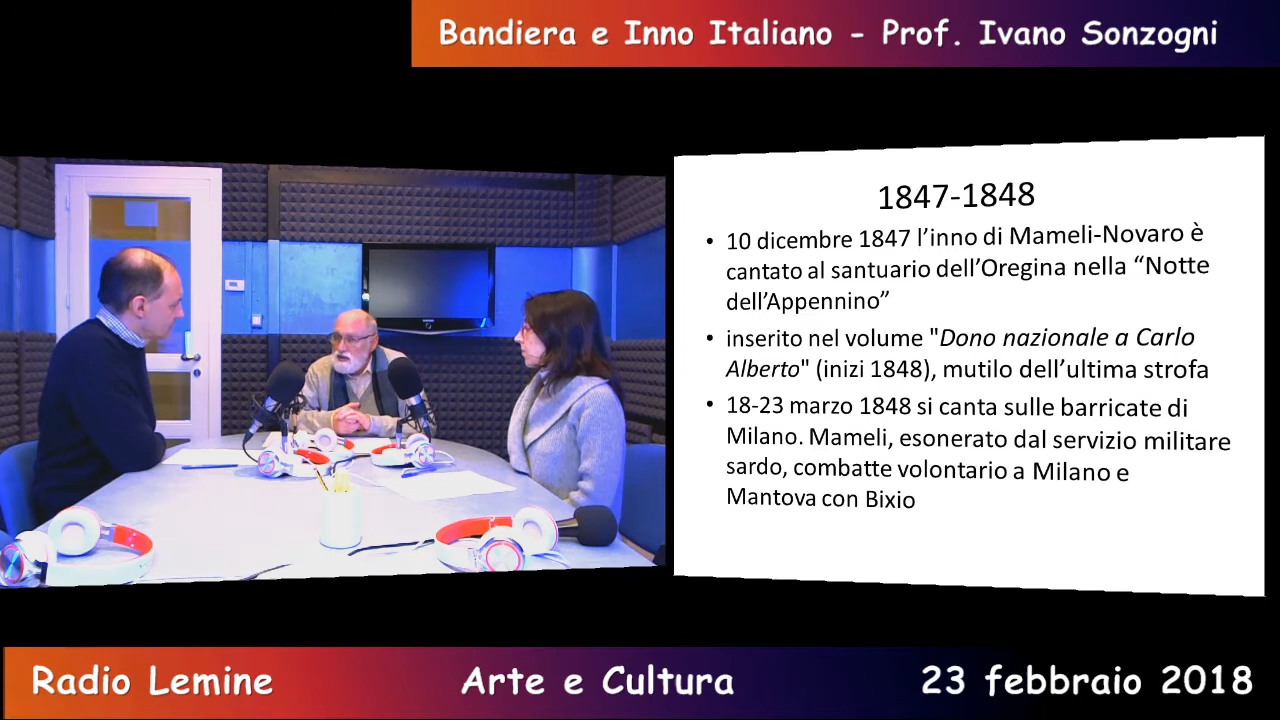 Bandiera e Inno Italiano - Prof. Ivano Sonzogni
1847-1848
• 10 dicembre 1847 l’inno di Mameli-Novaro è
cantato al santuario dell’Oregina nella “Notte
dell’Appennino”
• inserito nel volume "Dono nazionale a Carlo
Alberto" (inizi 1848), mutilo dell’ultima strofa
• 18-23 marzo 1848 si canta sulle barricate di
Milano. Mameli, esonerato dal servizio militare
sardo, combatte volontario a Milano e
Mantova con Bixio
Radio Lemine Arte e Cultura 23 febbraio 2018